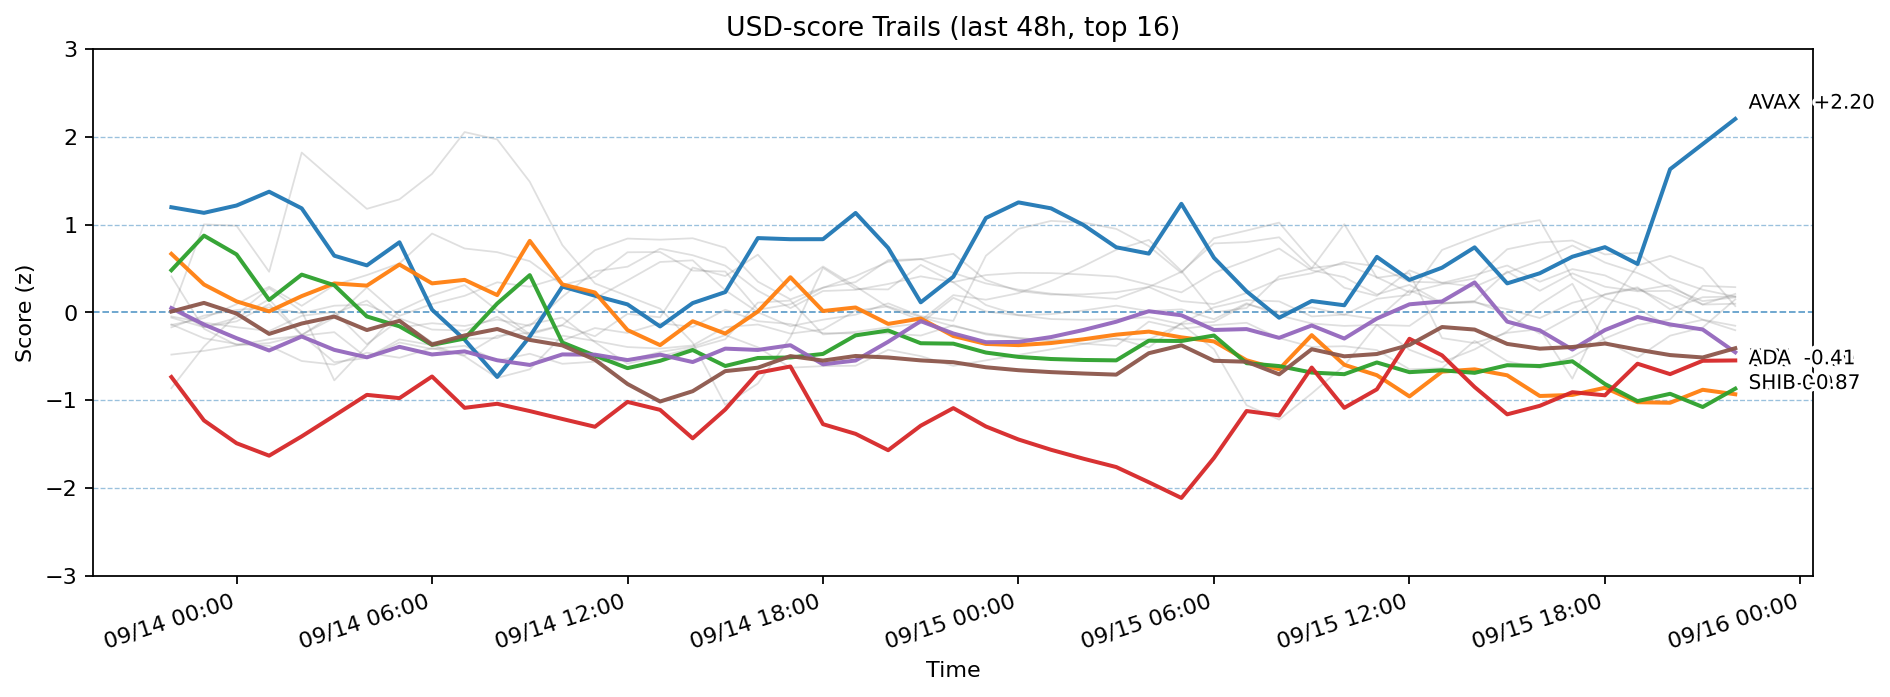 USD-score Trails (last 48h, top 16)
3
2
1
0
−1
−2
−3
Score (z)
AVAX +2.20
ADA -0.41
SHIB -0.87
09/14 00:00
09/14 06:00
09/14 12:00
09/14 18:00
09/15 00:00
09/15 06:00
09/15 12:00
09/15 18:00
09/16 00:00
Time